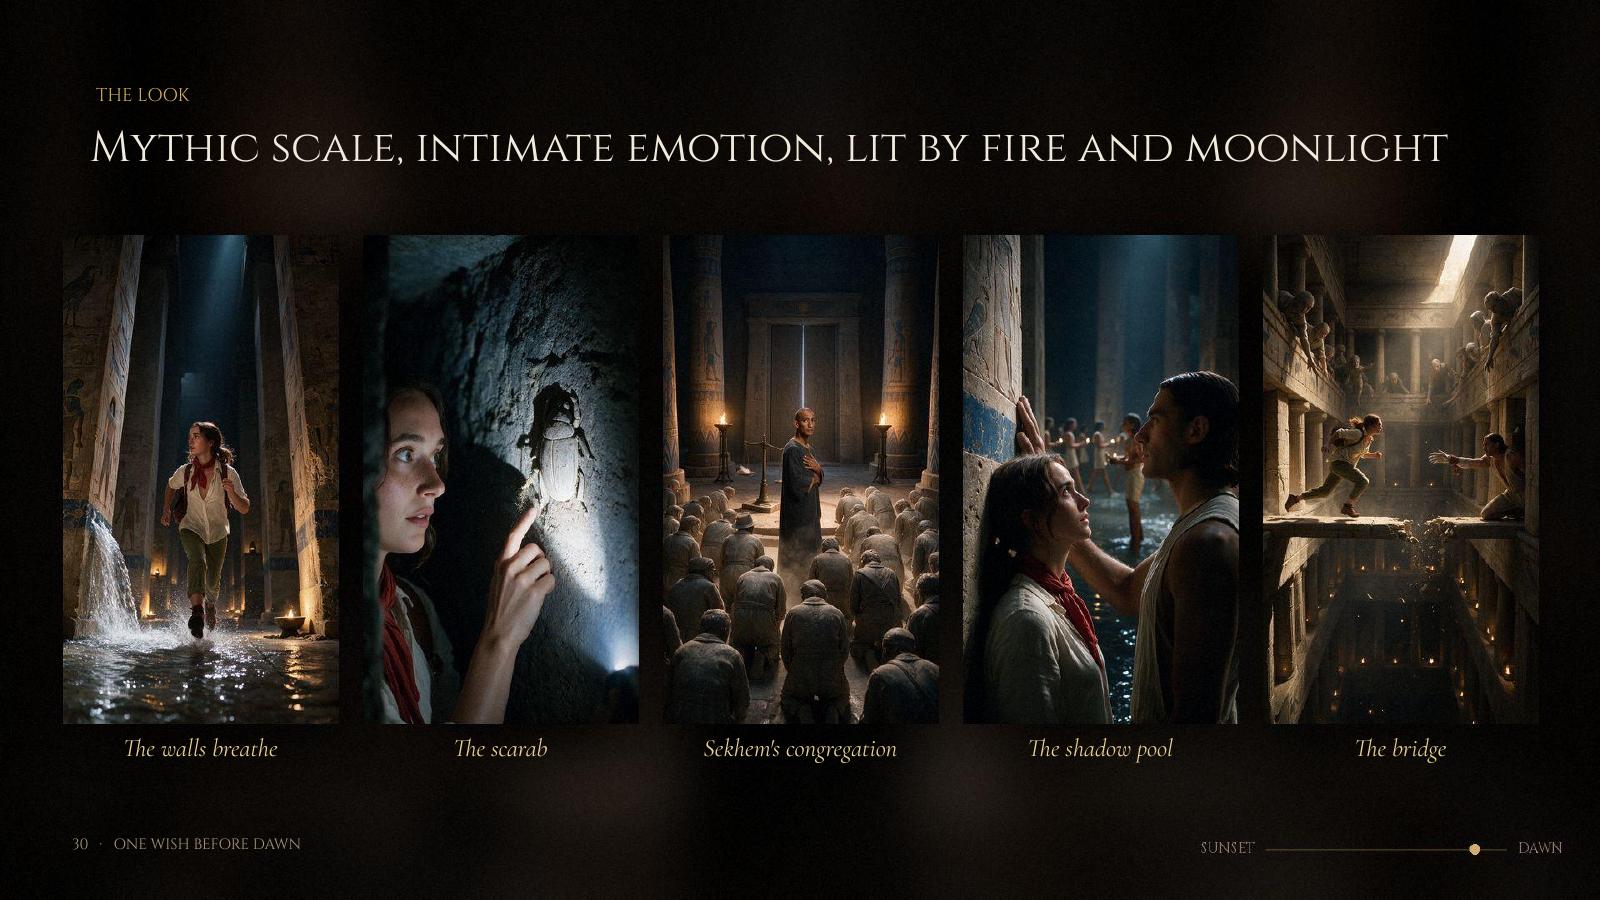 THE LOOK
MYTHIC SCALE, INTIMATE EMOTION, LIT BY FIRE AND MOONLIGHT
The walls breathe
The scarab
Sekhem's congregation
The shadow pool
The bridge
30 · ONE WISH BEFORE DAWN
SUNSET DAWN